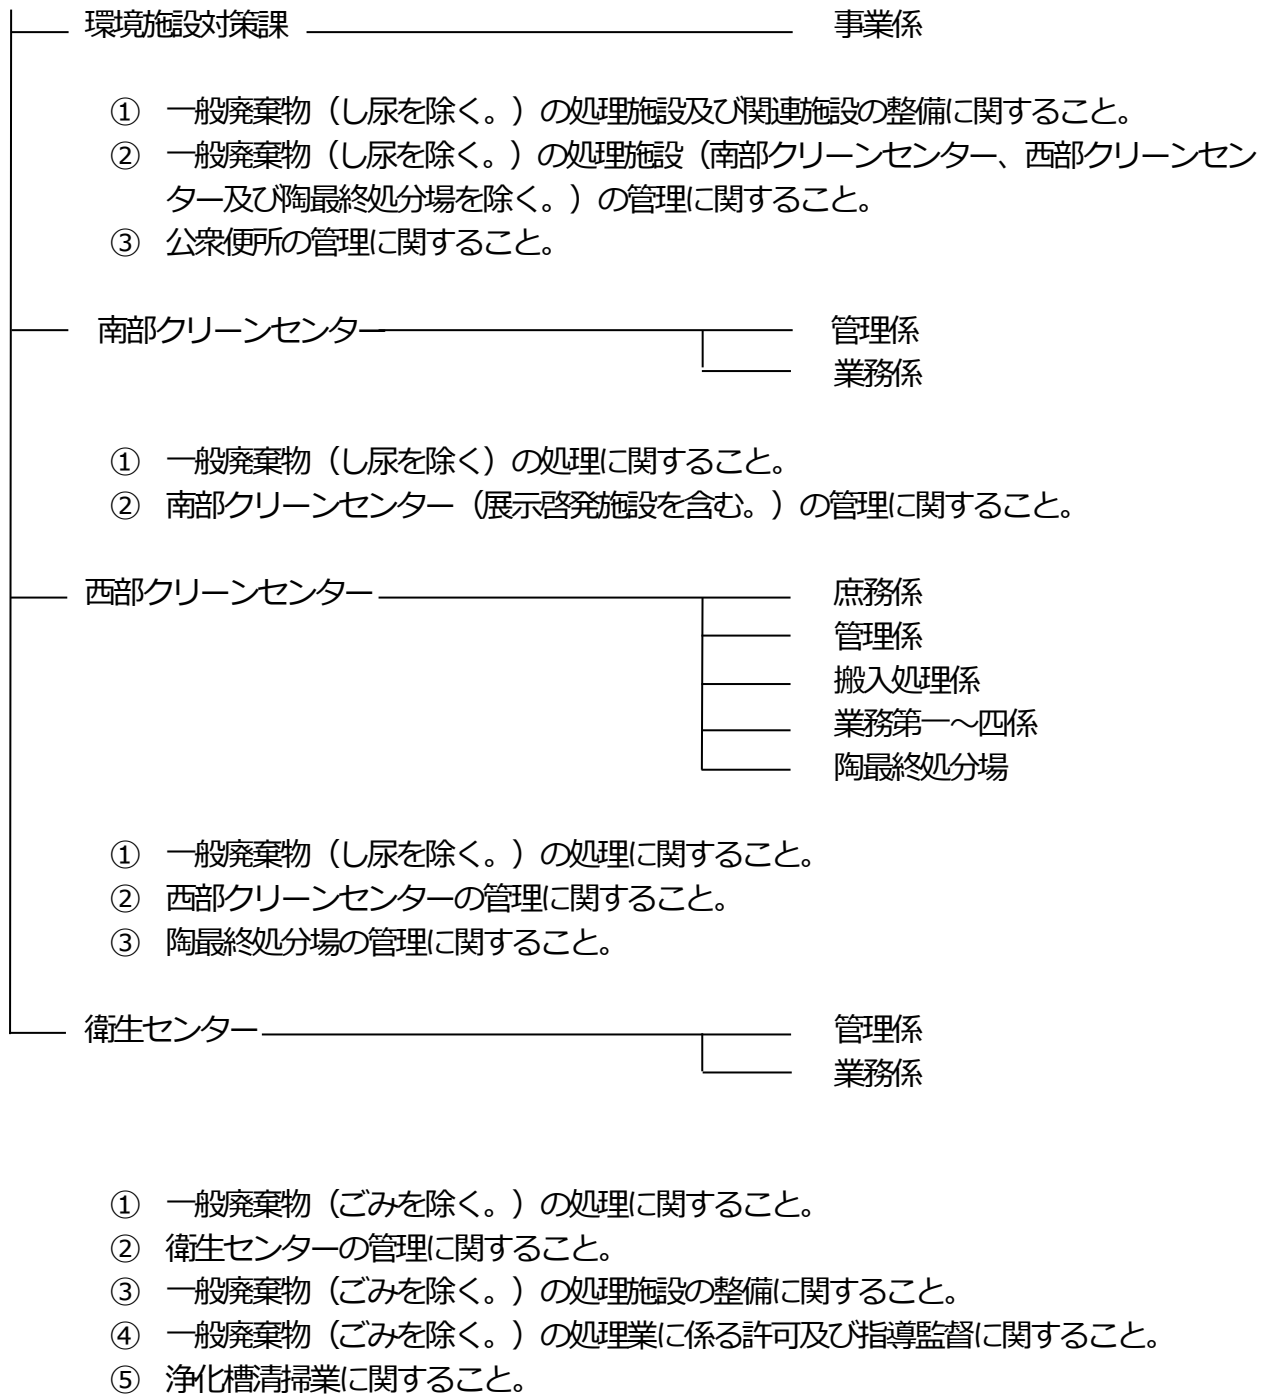 環境施設対策課 事業係
① 一般廃棄物（し尿を除く。）の処理施設及び関連施設の整備に関すること。
② 一般廃棄物（し尿を除く。）の処理施設（南部クリーンセンター、西部クリーンセン
ター及び陶最終処分場を除く。）の管理に関すること。
③ 公衆便所の管理に関すること。
南部クリーンセンター 管理係
業務係
① 一般廃棄物（し尿を除く）の処理に関すること。
② 南部クリーンセンター（展示啓発施設を含む。）の管理に関すること。
西部クリーンセンター 庶務係
管理係
搬入処理係
業務第一～四係
陶最終処分場
① 一般廃棄物（し尿を除く。）の処理に関すること。
② 西部クリーンセンターの管理に関すること。
③ 陶最終処分場の管理に関すること。
衛生センター 管理係
業務係
① 一般廃棄物（ごみを除く。）の処理に関すること。
② 衛生センターの管理に関すること。
③ 一般廃棄物（ごみを除く。）の処理施設の整備に関すること。
④ 一般廃棄物（ごみを除く。）の処理業に係る許可及び指導監督に関すること。
⑤ 浄化槽清掃業に関すること。